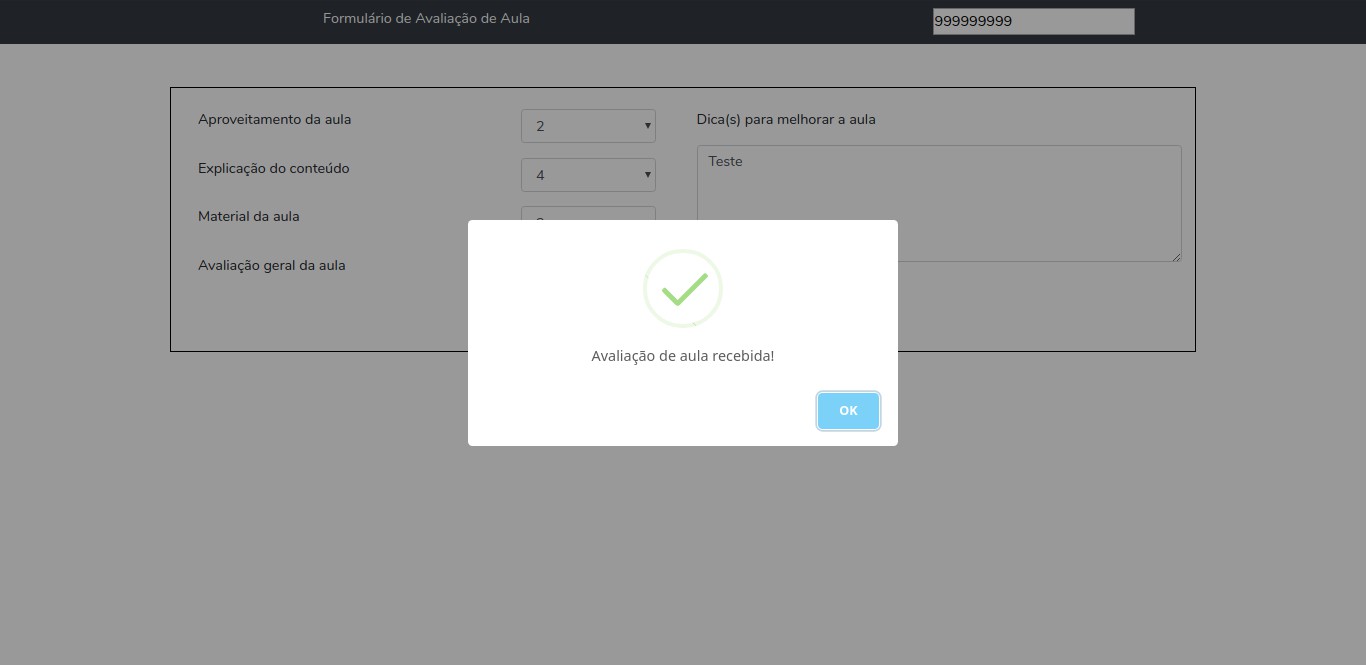 Formulário de Avaliação de Aula
999999999
Aproveitamento da aula
2
Dica(s) para melhorar a aula
Teste
Explicação do conteúdo
4
Material da aula
Avaliação geral da aula
Avaliação de aula recebida!
OK